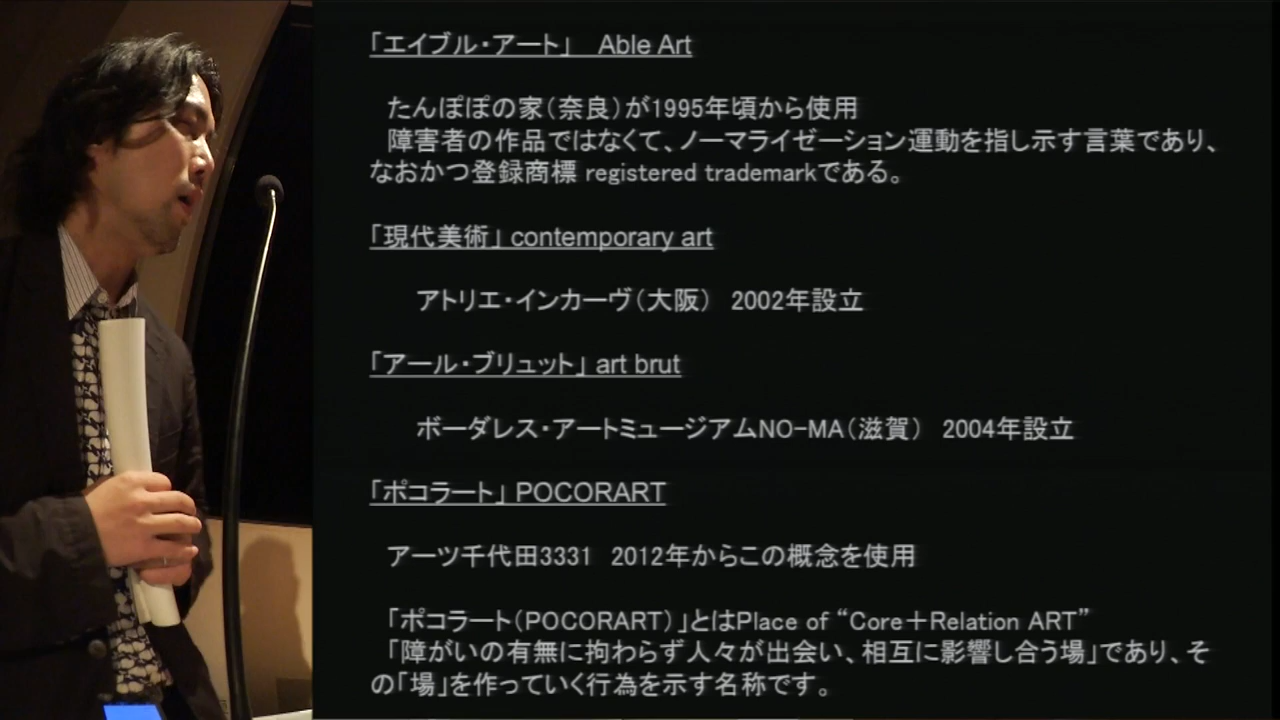 「エイブル・アート」　Able Art
たんぽぽの家（奈良）が1995年頃から使用
障害者の作品ではなくて、ノーマライゼーション運動を指し示す言葉であり、
なおかつ登録商標 registered trademarkである。
「現代美術」 contemporary art
アトリエ・インカーヴ（大阪）　2002年設立
「アール・ブリュット」 art brut
ボーダレス・アートミュージアムNO-MA（滋賀）　2004年設立
「ポコラート」 POCORART
アーツ千代田3331　2012年からこの概念を使用
「ポコラート（POCORART）」とはPlace of “Core＋Relation ART”
「障がいの有無に拘わらず人々が出会い、相互に影響し合う場」であり、そ
の「場」を作っていく行為を示す名称です。